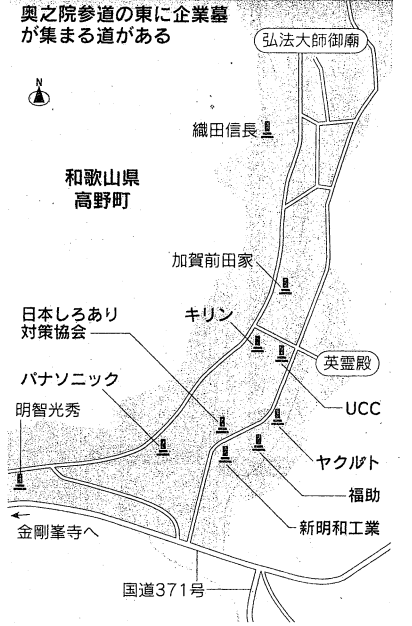 奥之院参道の東に企業墓
が集まる道がある
弘法大師御廟
N
織田信長
和歌山県
高野町
加賀前田家
日本しろあり
対策協会
キリン
英霊殿
パナソニック
UCC
明智光秀
ヤクルト
福助
新明和工業
金剛峯寺へ
国道371号